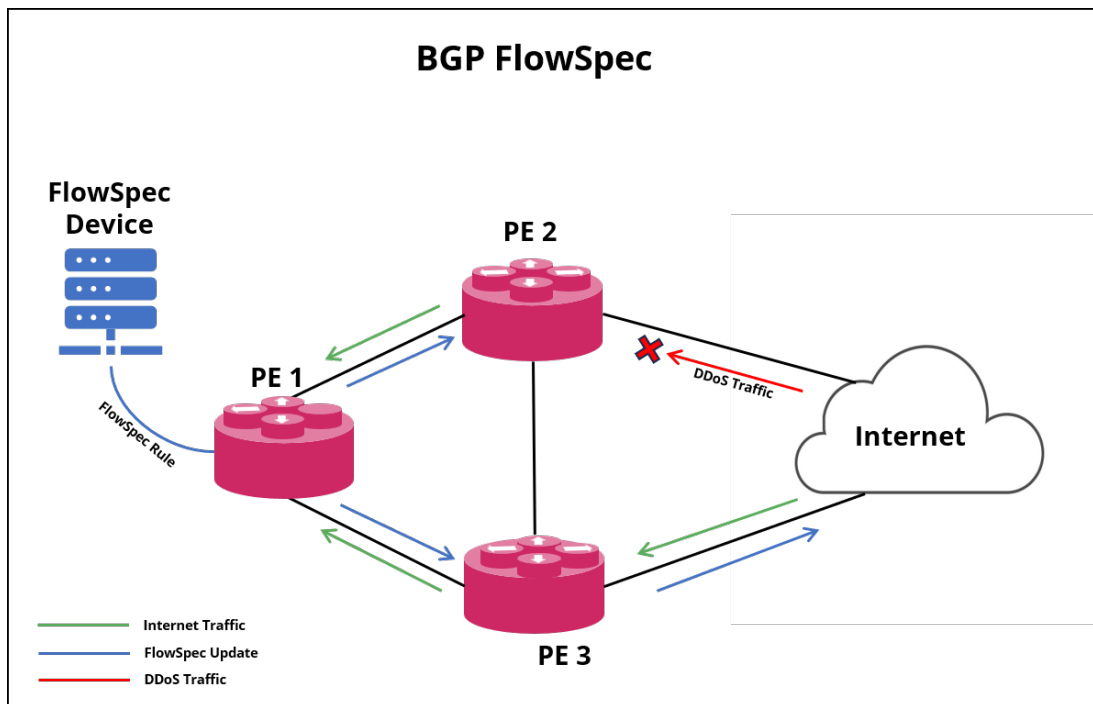 BGP FlowSpec
FlowSpec
Device
PE 2
PE 1
DDoS Traffic
FlowSpec Rule
Internet
Internet Traffic
FlowSpec Update
DDoS Traffic
PE 3